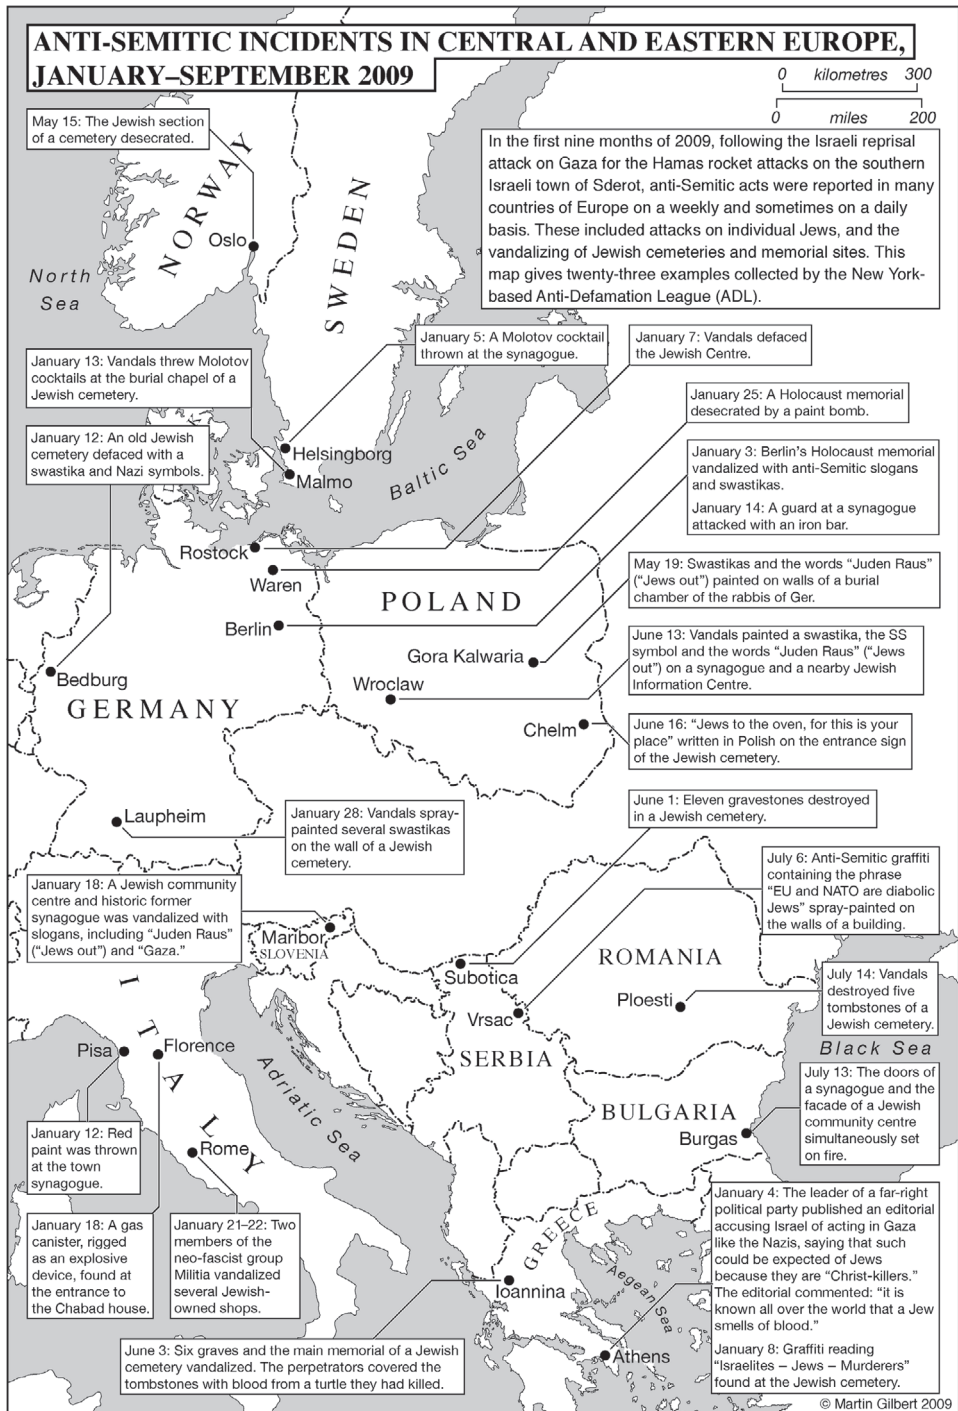 ANTI-SEMITIC INCIDENTS IN CENTRAL AND EASTERN EUROPE,
JANUARY–SEPTEMBER 2009
0 kilometres 300
0 miles 200
May 15: The Jewish section
of a cemetery desecrated.
In the first nine months of 2009, following the Israeli reprisal
attack on Gaza for the Hamas rocket attacks on the southern
Israeli town of Sderot, anti-Semitic acts were reported in many
countries of Europe on a weekly and sometimes on a daily
basis. These included attacks on individual Jews, and the
vandalizing of Jewish cemeteries and memorial sites. This
map gives twenty-three examples collected by the New York-
based Anti-Defamation League (ADL).
NORWAY
SWEDEN
Oslo
North
Sea
January 5: A Molotov cocktail
thrown at the synagogue.
January 7: Vandals defaced
the Jewish Centre.
January 13: Vandals threw Molotov
cocktails at the burial chapel of a
Jewish cemetery.
January 25: A Holocaust memorial
desecrated by a paint bomb.
January 12: An old Jewish
cemetery defaced with a
swastika and Nazi symbols.
January 3: Berlin's Holocaust memorial
vandalized with anti-Semitic slogans
and swastikas.
January 14: A guard at a synagogue
attacked with an iron bar.
Helsingborg
Malmo
Baltic Sea
Rostock
Waren
May 19: Swastikas and the words “Juden Raus”
(“Jews out”) painted on walls of a burial
chamber of the rabbis of Ger.
POLAND
Berlin
June 13: Vandals painted a swastika, the SS
symbol and the words “Juden Raus” (“Jews
out”) on a synagogue and a nearby Jewish
Information Centre.
Gora Kalwaria
Bedburg
Wroclaw
GERMANY
Chelm
June 16: “Jews to the oven, for this is your
place” written in Polish on the entrance sign
of the Jewish cemetery.
Laupheim
January 28: Vandals spray-
painted several swastikas
on the wall of a Jewish
cemetery.
June 1: Eleven gravestones destroyed
in a Jewish cemetery.
July 6: Anti-Semitic graffiti
containing the phrase
“EU and NATO are diabolic
Jews” spray-painted on
the walls of a building.
January 18: A Jewish community
centre and historic former
synagogue was vandalized with
slogans, including “Juden Raus”
(“Jews out”) and “Gaza.”
Maribor
SLOVENIA
Subotica
ROMANIA
Ploesti
July 14: Vandals
destroyed five
tombstones of a
Jewish cemetery.
Vrsac
SERBIA
Black Sea
ITALY
Pisa
Florence
Adriatic Sea
July 13: The doors of
a synagogue and the
facade of a Jewish
community centre
simultaneously set
on fire.
BULGARIA
Burgas
January 12: Red
paint was thrown
at the town
synagogue.
Rome
January 18: A gas
canister, rigged
as an explosive
device, found at
the entrance to
the Chabad house.
January 21–22: Two
members of the
neo-fascist group
Militia vandalized
several Jewish-
owned shops.
January 4: The leader of a far-right
political party published an editorial
accusing Israel of acting in Gaza
like the Nazis, saying that such
could be expected of Jews
because they are “Christ-killers.”
The editorial commented: “it is
known all over the world that a Jew
smells of blood.”
January 8: Graffiti reading
“Israelites – Jews – Murderers”
found at the Jewish cemetery.
GREECE
Ioannina
Aegean Sea
Athens
June 3: Six graves and the main memorial of a Jewish
cemetery vandalized. The perpetrators covered the
tombstones with blood from a turtle they had killed.
© Martin Gilbert 2009